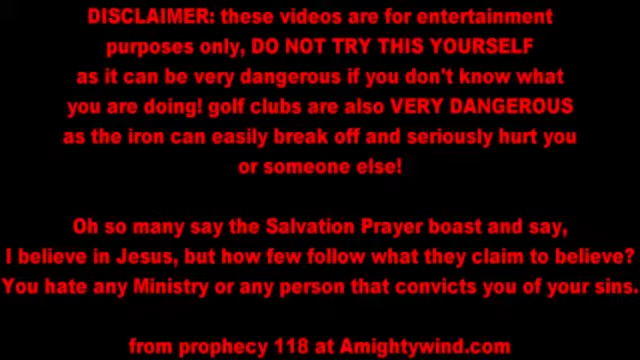 DISCLAIMER: these videos are for entertainment
purposes only, DO NOT TRY THIS YOURSELF
as it can be very dangerous if you don't know what
you are doing! golf clubs are also VERY DANGEROUS
as the iron can easily break off and seriously hurt you
or someone else!
Oh so many say the Salvation Prayer boast and say,
I believe in Jesus, but how few follow what they claim to believe?
You hate any Ministry or any person that convicts you of your sins.
from prophecy 118 at Amightywind.com